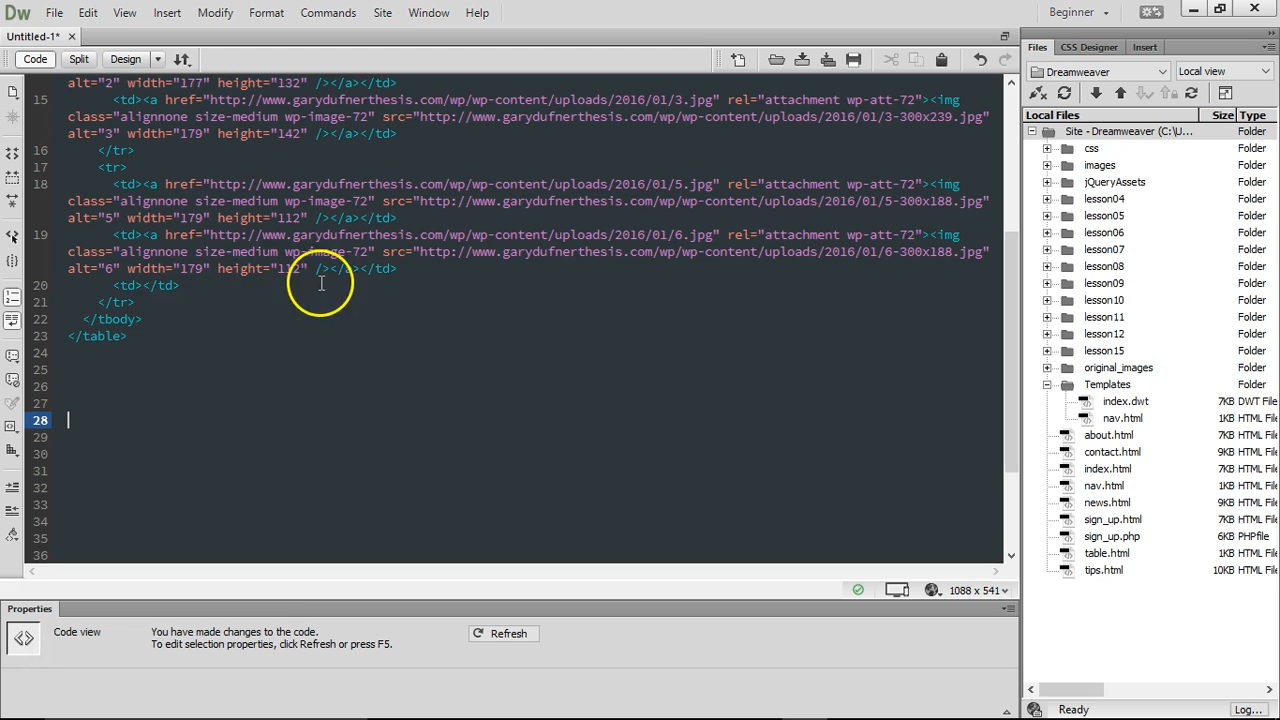 Dw File Edit View Insert Modify Format Commands Site Window Help Beginner
Untitled-1*
Code Split Design
alt="2" width="177" height="132" /></a></td>
15 <td><a href="http://www.garydufnerthesis.com/wp/wp-content/uploads/2016/01/3.jpg" rel="attachment wp-att-72"><img
class="alignnone size-medium wp-image-72" src="http://www.garydufnerthesis.com/wp/wp-content/uploads/2016/01/3-300x239.jpg"
alt="3" width="179" height="142" /></a></td>
16 </tr>
17 <tr>
18 <td><a href="http://www.garydufnerthesis.com/wp/wp-content/uploads/2016/01/5.jpg" rel="attachment wp-att-72"><img
class="alignnone size-medium wp-image-72" src="http://www.garydufnerthesis.com/wp/wp-content/uploads/2016/01/5-300x188.jpg"
alt="5" width="179" height="112" /></a></td>
19 <td><a href="http://www.garydufnerthesis.com/wp/wp-content/uploads/2016/01/6.jpg" rel="attachment wp-att-72"><img
class="alignnone size-medium wp-image-72" src="http://www.garydufnerthesis.com/wp/wp-content/uploads/2016/01/6-300x188.jpg"
alt="6" width="179" height="112" /></a></td>
20 <td></td>
21 </tr>
22 </tbody>
23 </table>
24
25
26
27
28
29
30
31
32
33
34
35
36
1088 x 541
Properties
Code view You have made changes to the code. Refresh
To edit selection properties, click Refresh or press F5.
Files CSS Designer Insert
Dreamweaver Local view
Local Files Size Type
Site - Dreamweaver (C:\U... Folder
css Folder
images Folder
jQueryAssets Folder
lesson04 Folder
lesson05 Folder
lesson06 Folder
lesson07 Folder
lesson08 Folder
lesson09 Folder
lesson10 Folder
lesson11 Folder
lesson12 Folder
lesson15 Folder
original_images Folder
Templates Folder
index.dwt 7KB DWT File
nav.html 1KB HTML F
about.html 7KB HTML F
contact.html 9KB HTML F
index.html 7KB HTML F
nav.html 1KB HTML F
news.html 9KB HTML F
sign_up.html 7KB HTML F
sign_up.php 6KB PHPfile
table.html 1KB HTML F
tips.html 10KB HTML F
Ready Log...